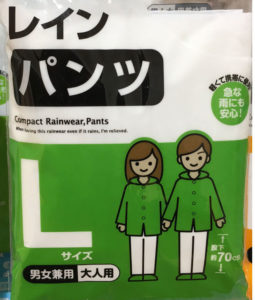 レイン
パンツ
軽くて携帯に便利
急な
雨にも
安心!
Compact Rainwear,Pants
When having this rainwear even if it rains, I'm relieved.
L
サイズ
男女兼用 大人用
股下
約70cm